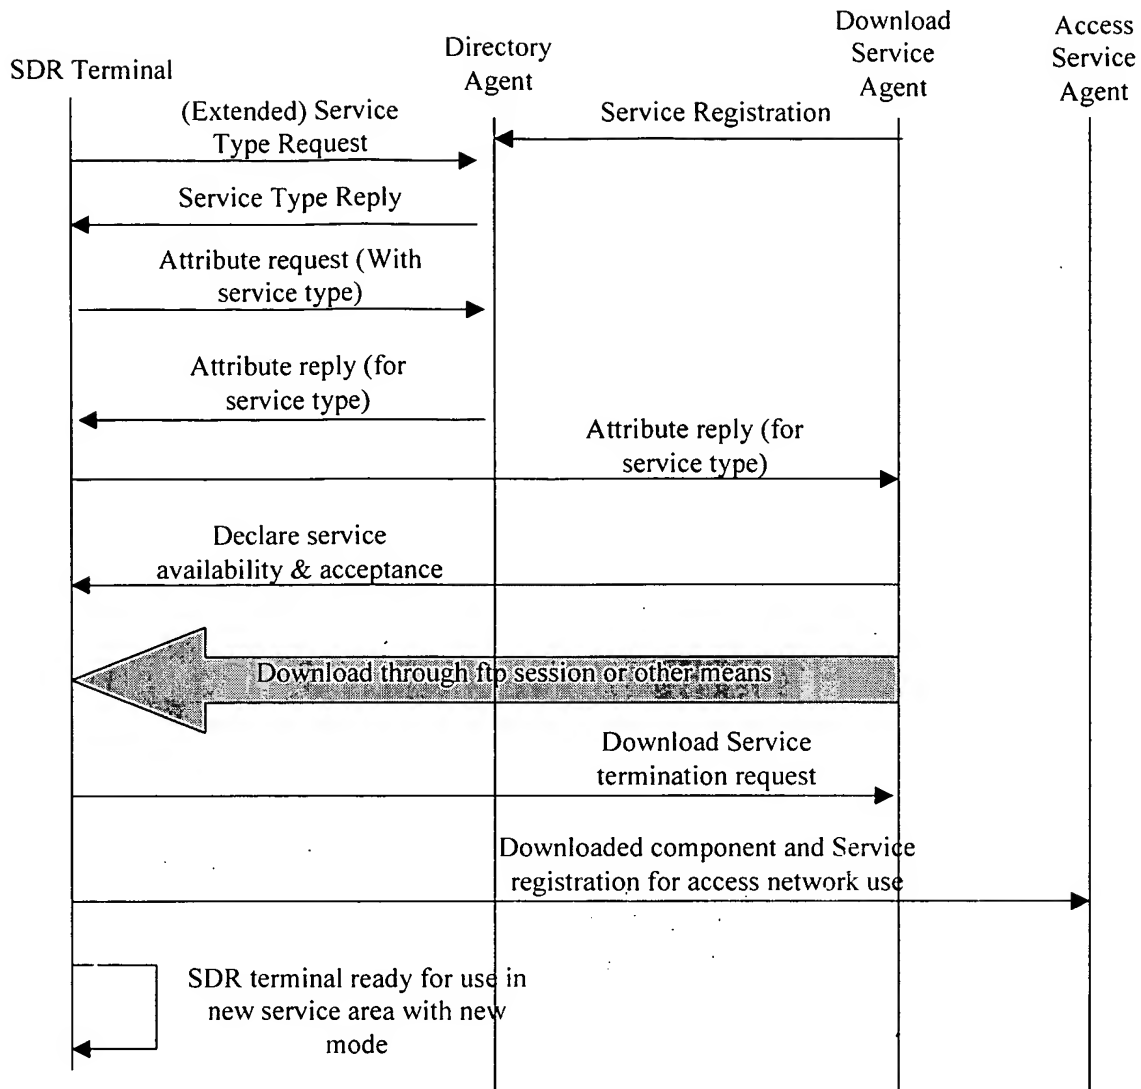 SDR Terminal
Directory
Agent
Download
Service
Agent
Access
Service
Agent
(Extended) Service
Type Request
Service Registration
Service Type Reply
Attribute request (With
service type)
Attribute reply (for
service type)
Attribute reply (for
service type)
Declare service
availability & acceptance
Download through ftp session or other means
Download Service
termination request
Downloaded component and Service
registration for access network use
SDR terminal ready for use in
new service area with new
mode